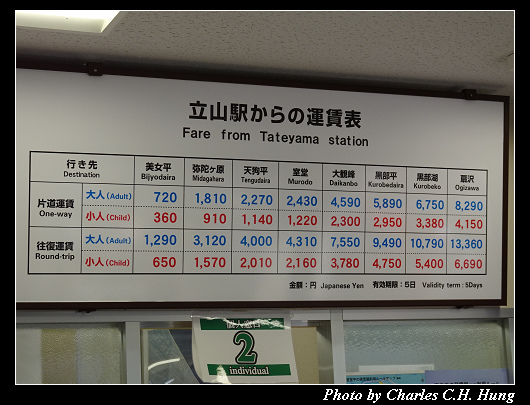 立山駅からの運賃表
Fare from Tateyama station
行き先 美女平 弥陀ヶ原 天狗平 室堂 大観峰 黒部平 黒部湖 扇沢
Destination Bijyodaira Midagahara Tengudaira Murodo Daikanbo Kurobedaira Kurobeko Ogizawa
片道運賃 One-way 大人(Adult) 720 1,810 2,270 2,430 4,590 5,890 6,750 8,290
小人(Child) 360 910 1,140 1,220 2,300 2,950 3,380 4,150
往復運賃 Round-trip 大人(Adult) 1,290 3,120 4,000 4,310 7,550 9,490 10,790 13,360
小人(Child) 650 1,570 2,010 2,160 3,780 4,750 5,400 6,690
金額：円 Japanese Yen 有効期限：5日 Validity term : 5Days
2
individual
Photo by Charles C.H. Hung